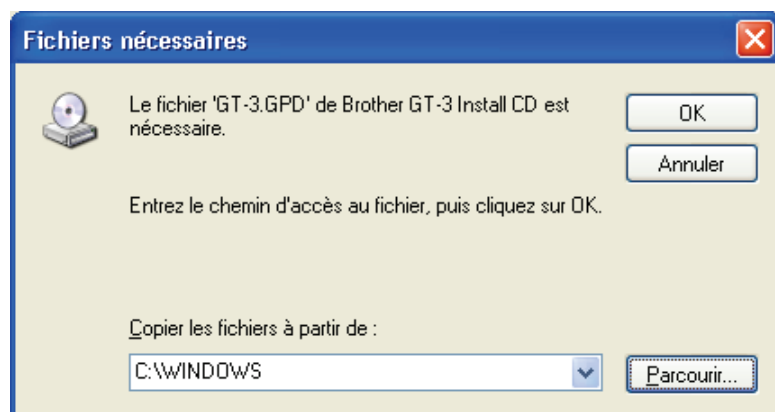 Fichiers nécessaires
Le fichier 'GT-3.GPD' de Brother GT-3 Install CD est
nécessaire.
OK
Annuler
Entrez le chemin d'accès au fichier, puis cliquez sur OK.
Copier les fichiers à partir de :
C:\WINDOWS
Parcourir...